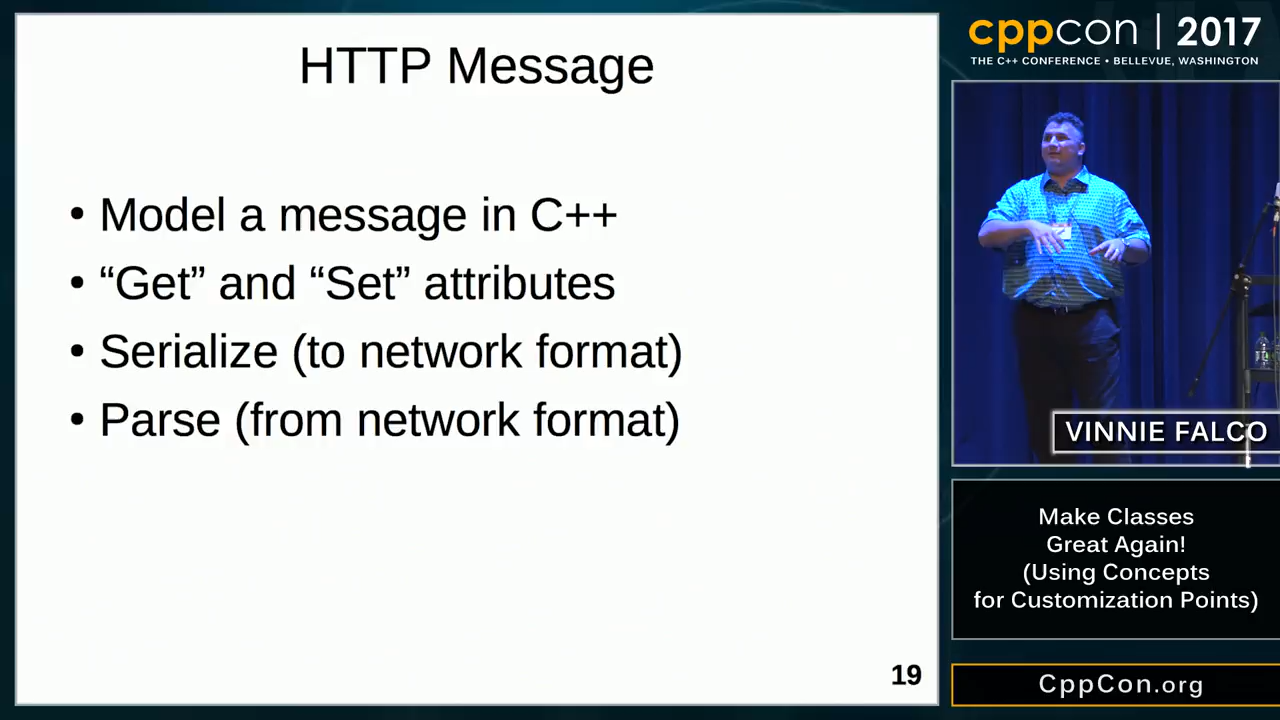 HTTP Message
• Model a message in C++
• “Get” and “Set” attributes
• Serialize (to network format)
• Parse (from network format)
19
cppcon | 2017
THE C++ CONFERENCE • BELLEVUE, WASHINGTON
VINNIE FALCO
Make Classes
Great Again!
(Using Concepts
for Customization Points)
CppCon.org